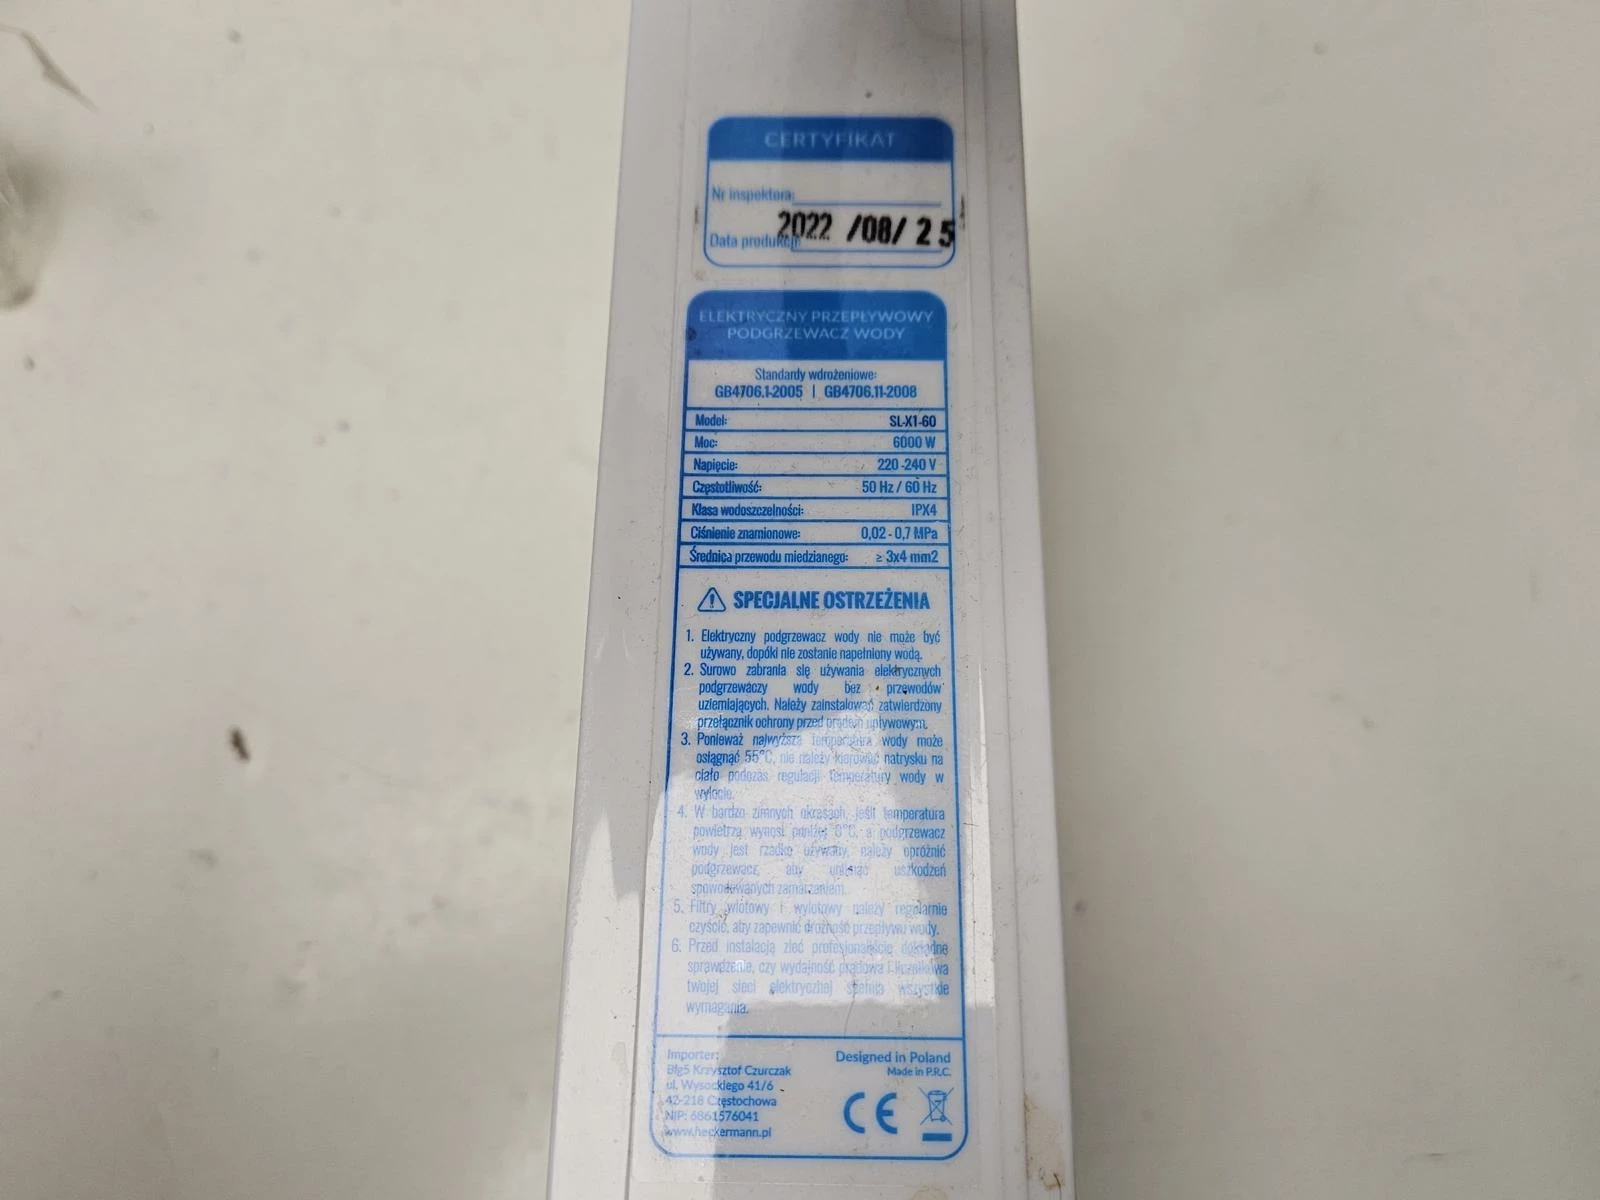 CERTYFIKAT
Nr inspektora:
Data produkcji: 2022 /08/ 25
ELEKTRYCZNY PRZEPŁYWOWY
PODGRZEWACZ WODY
Standardy wdrożeniowe:
GB4706.1-2005 | GB4706.11-2008
Model: SL-X1-60
Moc: 6000 W
Napięcie: 220 -240 V
Częstotliwość: 50 Hz / 60 Hz
Klasa wodoszczelności: IPX4
Ciśnienie znamionowe: 0,02 - 0,7 MPa
Średnica przewodu miedzianego: ≥ 3x4 mm2
SPECJALNE OSTRZEŻENIA
1. Elektryczny podgrzewacz wody nie może być
używany, dopóki nie zostanie napełniony wodą.
2. Surowo zabrania się używania elektrycznych
podgrzewaczy wody bez przewodów
uziemiających. Należy zainstalować zatwierdzony
przełącznik ochrony przed prądem upływowym.
3. Ponieważ najwyższa temperatura wody może
osiągnąć 55°C, nie należy kierować natrysku na
ciało podczas regulacji temperatury wody w
wylocie.
4. W bardzo zimnych okresach, jeśli temperatura
powietrza wynosi poniżej 0°C, a podgrzewacz
wody jest rzadko używany, należy opróżnić
podgrzewacz, aby uniknąć uszkodzeń
spowodowanych zamarzaniem.
5. Filtry wlotowy i wylotowy należy regularnie
czyścić, aby zapewnić drożność przepływu wody.
6. Przed instalacją zleć profesjonaliście dokładne
sprawdzenie, czy wydajność prądowa i licznikowa
twojej sieci elektrycznej spełnia wszystkie
wymagania.
Importer:
Bfg5 Krzysztof Czurczak
ul. Wysockiego 41/6
42-218 Częstochowa
NIP: 6861576041
www.heckermann.pl
Designed in Poland
Made in P.R.C.
CE